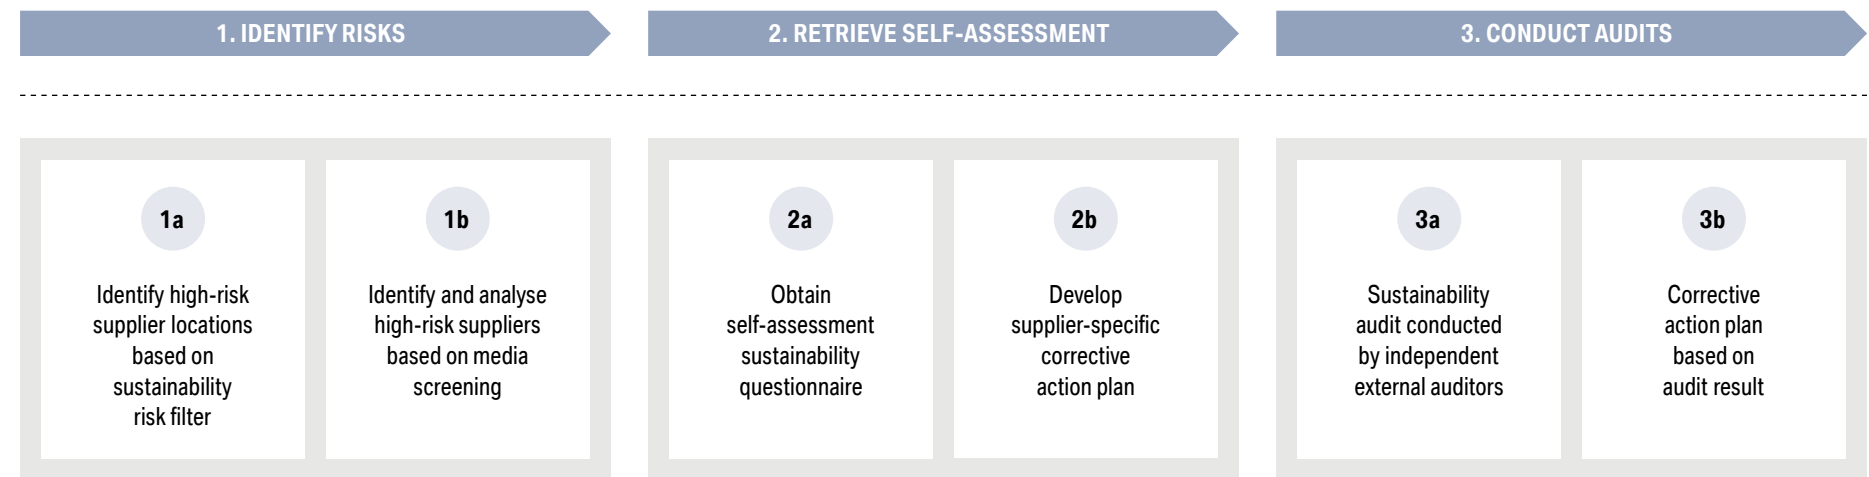 1. IDENTIFY RISKS
2. RETRIEVE SELF-ASSESSMENT
3. CONDUCT AUDITS
1a
Identify high-risk
supplier locations
based on
sustainability
risk filter
1b
Identify and analyse
high-risk suppliers
based on media
screening
2a
Obtain
self-assessment
sustainability
questionnaire
2b
Develop
supplier-specific
corrective
action plan
3a
Sustainability
audit conducted
by independent
external auditors
3b
Corrective
action plan
based on
audit result